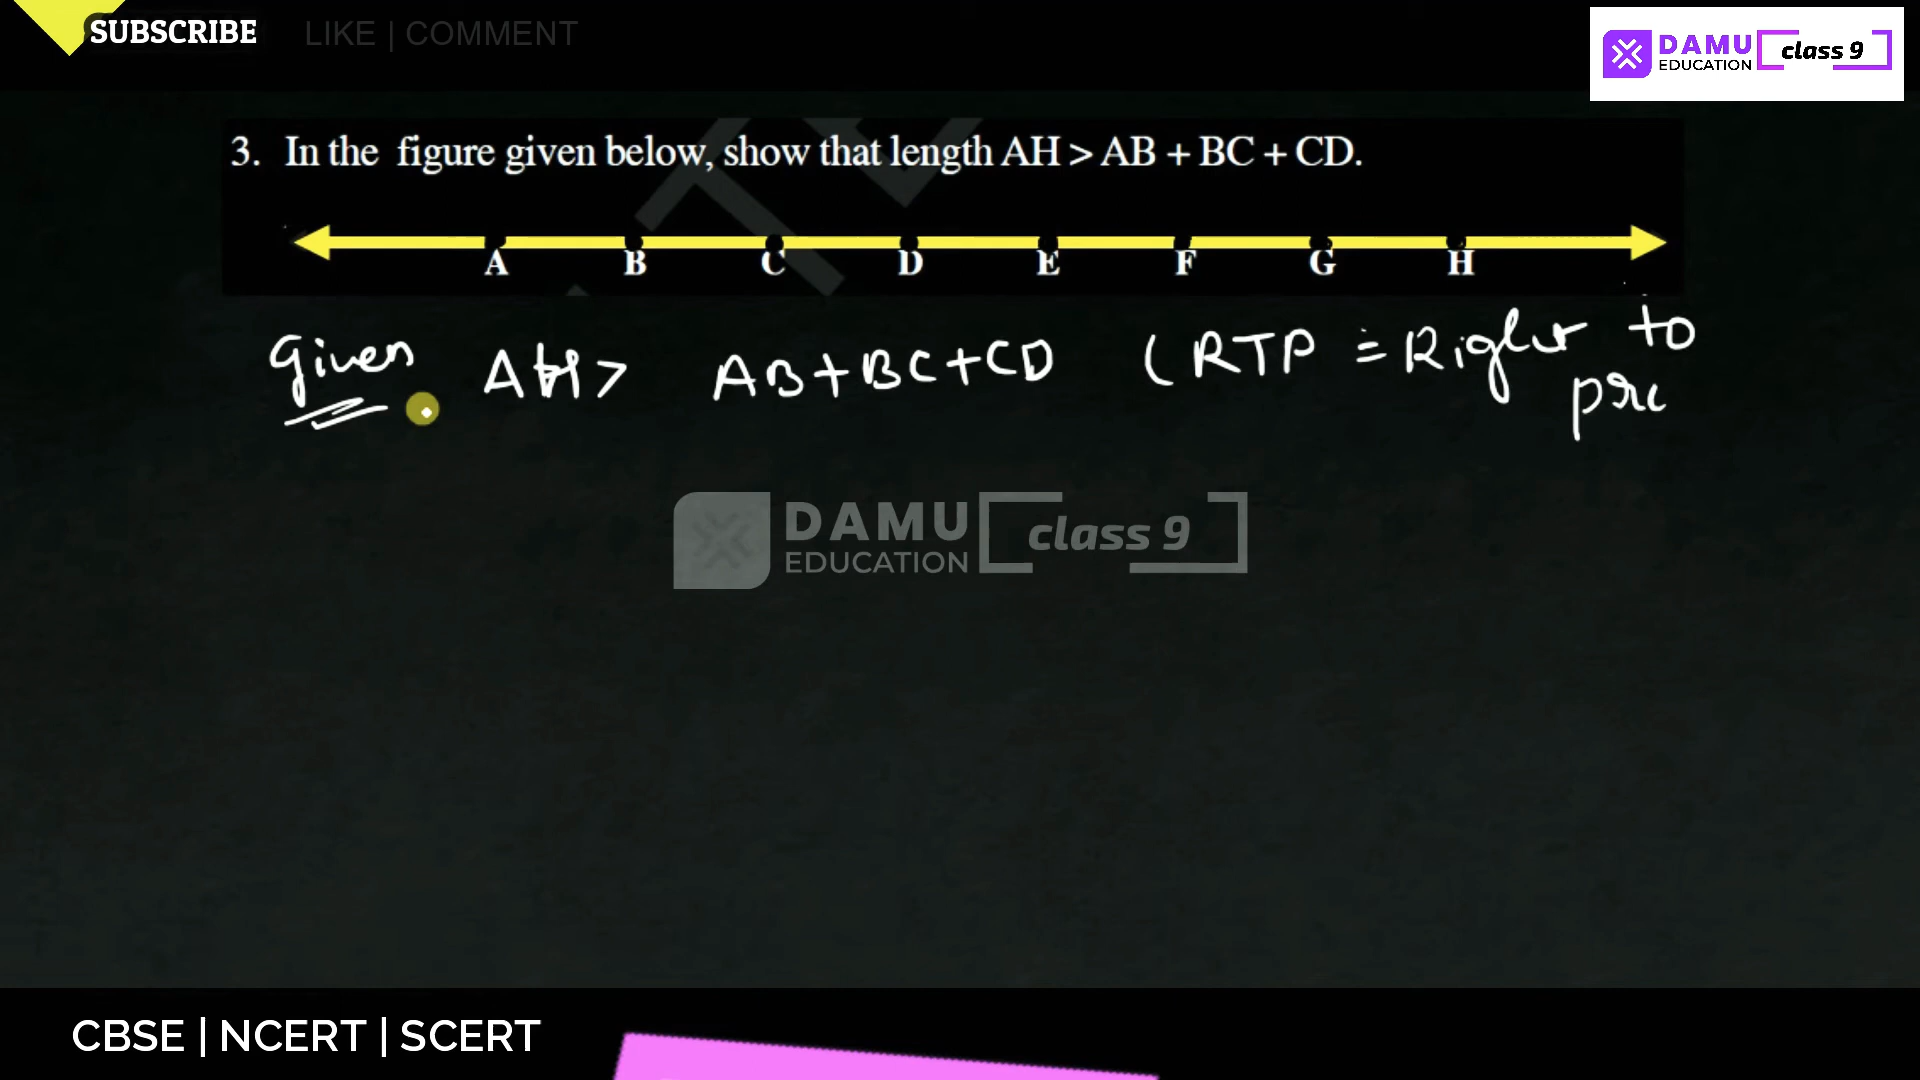 SUBSCRIBE LIKE | COMMENT
DAMU EDUCATION class 9
3. In the figure given below, show that length AH > AB + BC + CD.
A B C D E F G H
Given AH > AB+BC+CD (RTP = Right to
pro
DAMU EDUCATION class 9
CBSE | NCERT | SCERT